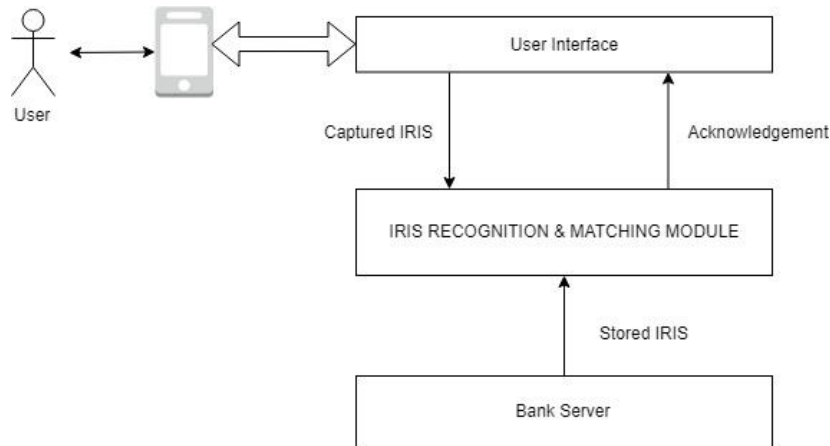 User Interface
User
Captured IRIS
Acknowledgement
IRIS RECOGNITION & MATCHING MODULE
Stored IRIS
Bank Server